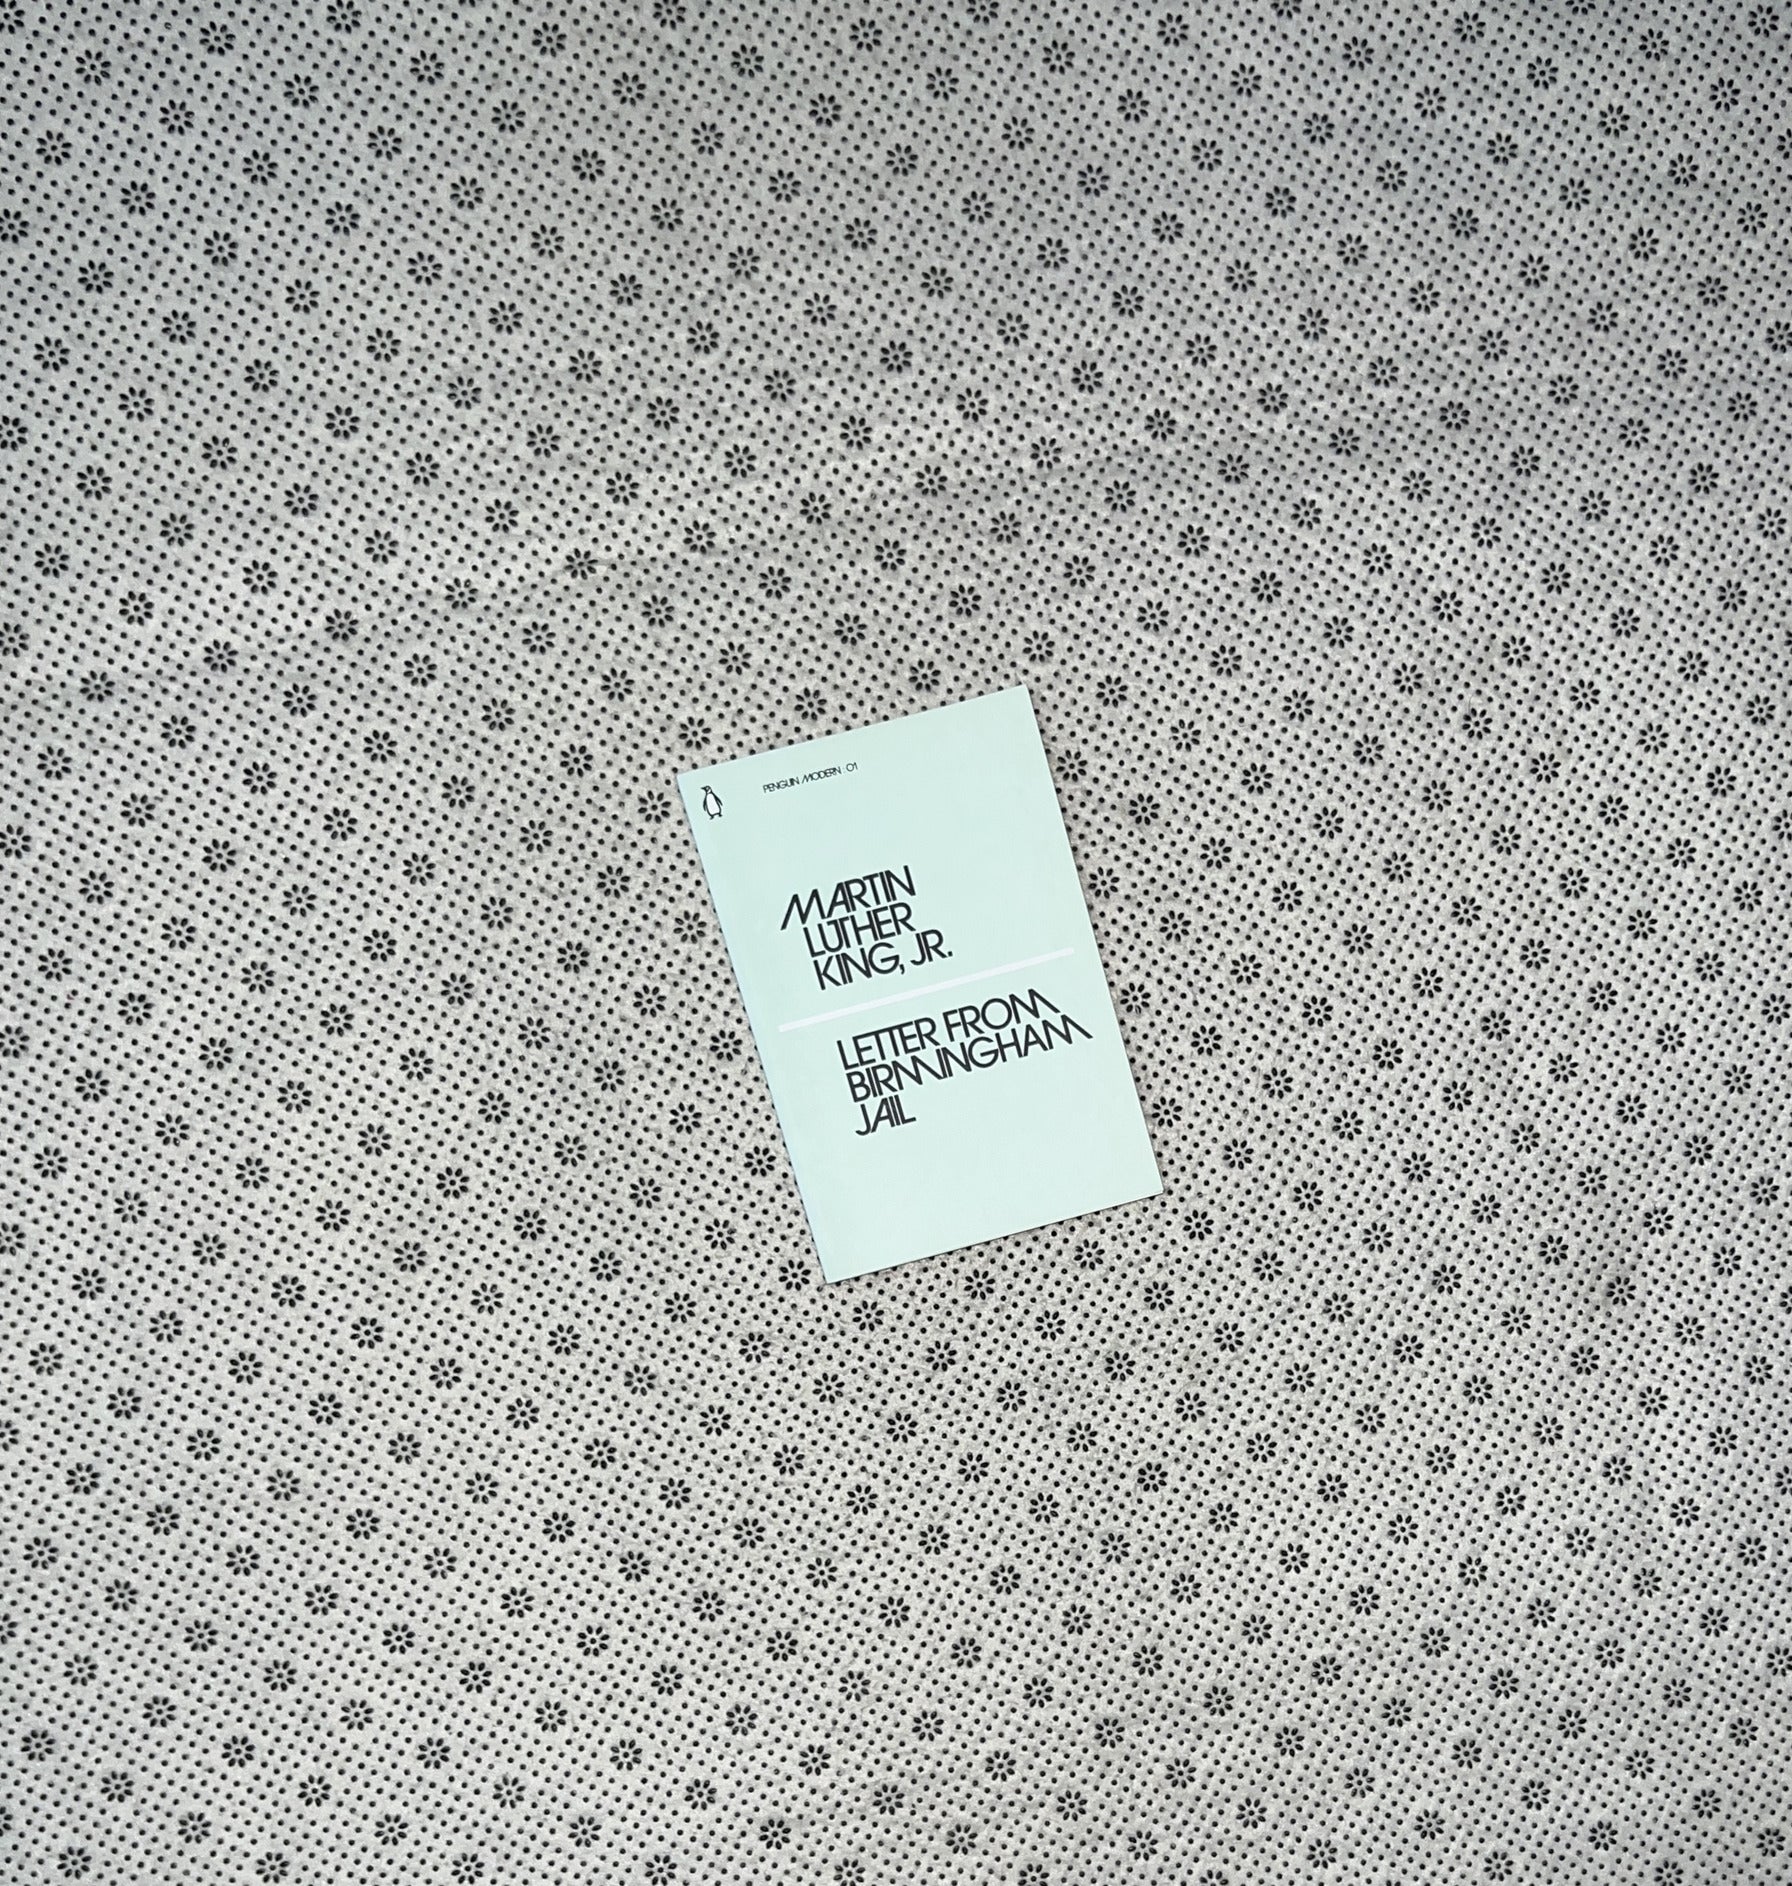 PENGUIN MODERN · 01
MARTIN
LUTHER
KING, JR.
LETTER FROM
BIRMINGHAM
JAIL